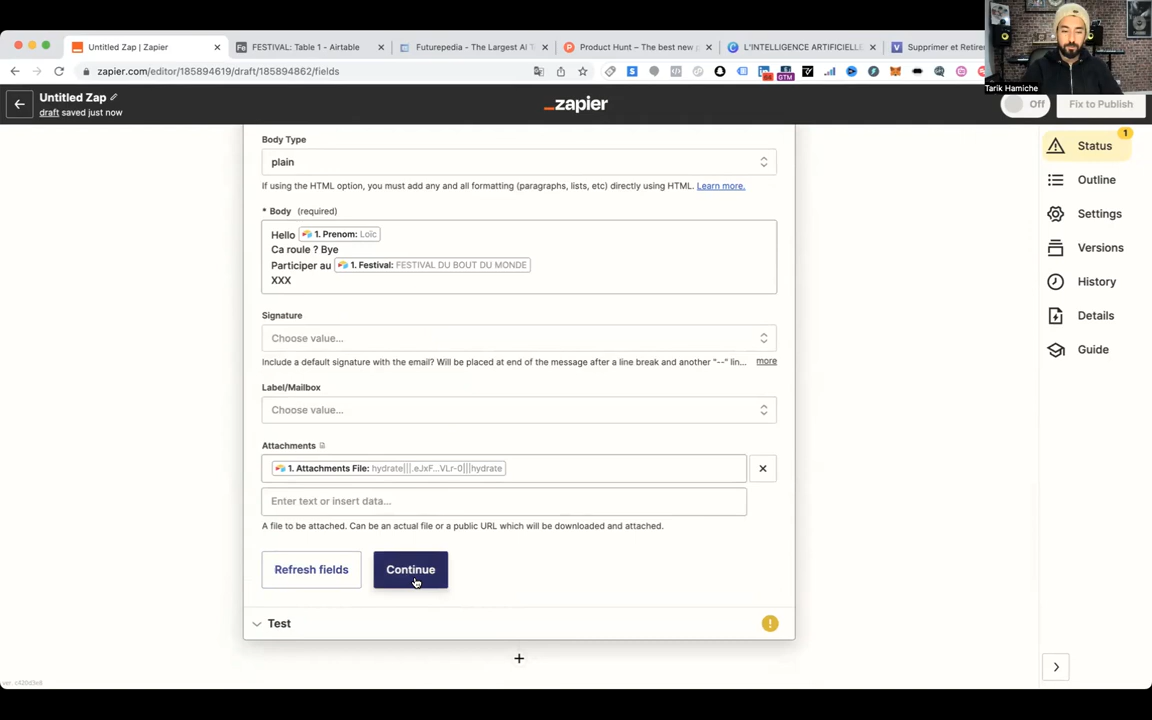 Untitled Zap | Zapier
FESTIVAL: Table 1 - Airtable
Futurepedia - The Largest AI T
Product Hunt – The best new p
L'INTELLIGENCE ARTIFICIELLE
Supprimer et Retire
zapier.com/editor/185894619/draft/185894862/fields
Tarik Hamiche
Untitled Zap
draft saved just now
_zapier
Off
Fix to Publish
Body Type
plain
If using the HTML option, you must add any and all formatting (paragraphs, lists, etc) directly using HTML. Learn more.
* Body (required)
Hello 1. Prenom: Loïc
Ca roule ? Bye
Participer au 1. Festival: FESTIVAL DU BOUT DU MONDE
XXX
Signature
Choose value...
Include a default signature with the email? Will be placed at end of the message after a line break and another "--" lin... more
Label/Mailbox
Choose value...
Attachments
1. Attachments File: hydrate|||.eJxF...VLr-0|||hydrate
Enter text or insert data...
A file to be attached. Can be an actual file or a public URL which will be downloaded and attached.
Refresh fields
Continue
Test
1
Status
Outline
Settings
Versions
History
Details
Guide
ver. c420d3e8